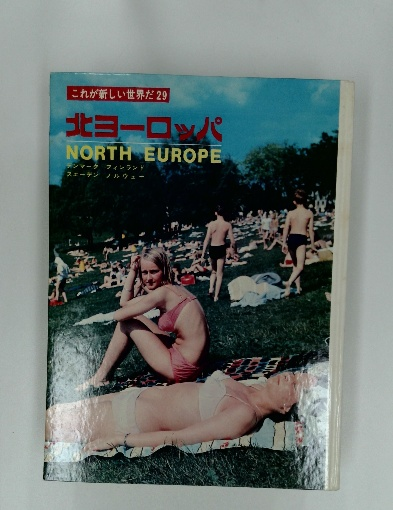 これが新しい世界だ29
北ヨーロッパ
NORTH EUROPE
デンマーク フィンランド
スエーデン ノルウェー